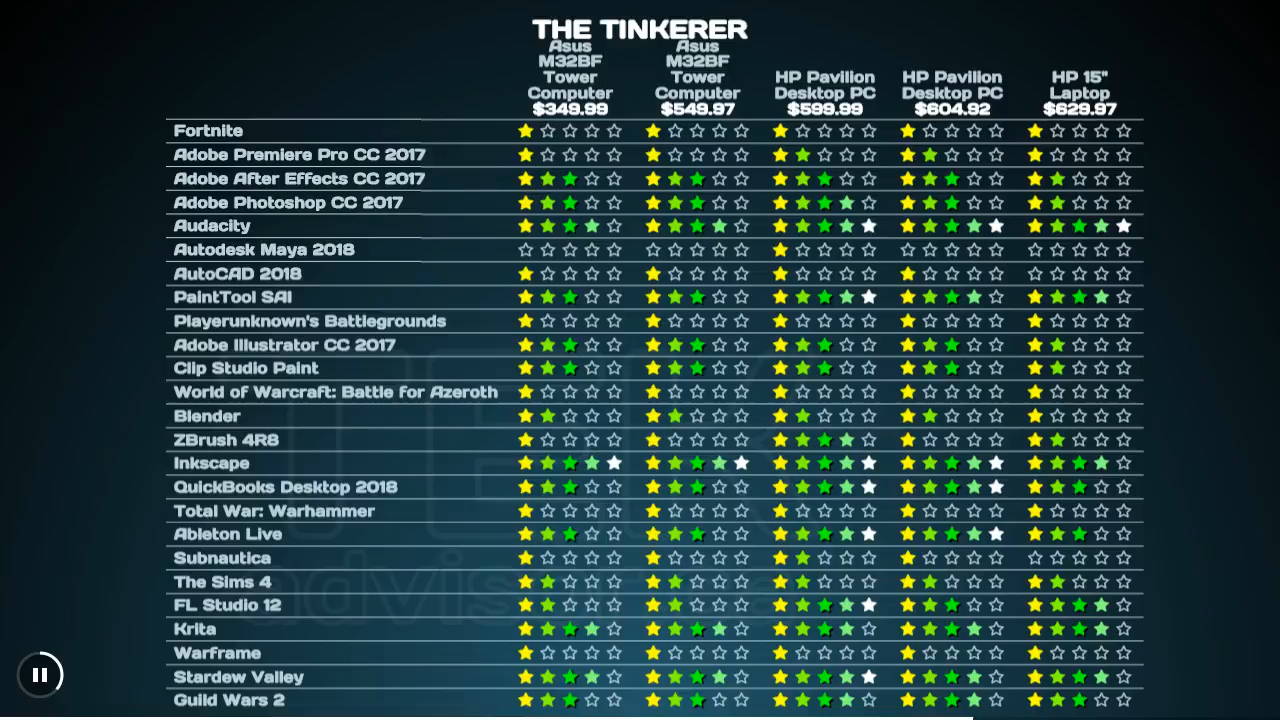 THE TINKERER
Asus M32BF Tower Computer $349.99
Asus M32BF Tower Computer $549.97
HP Pavilion Desktop PC $599.99
HP Pavilion Desktop PC $604.92
HP 15" Laptop $629.97
Fortnite
Adobe Premiere Pro CC 2017
Adobe After Effects CC 2017
Adobe Photoshop CC 2017
Audacity
Autodesk Maya 2018
AutoCAD 2018
PaintTool SAI
Playerunknown's Battlegrounds
Adobe Illustrator CC 2017
Clip Studio Paint
World of Warcraft: Battle for Azeroth
Blender
ZBrush 4R8
Inkscape
QuickBooks Desktop 2018
Total War: Warhammer
Ableton Live
Subnautica
The Sims 4
FL Studio 12
Krita
Warframe
Stardew Valley
Guild Wars 2